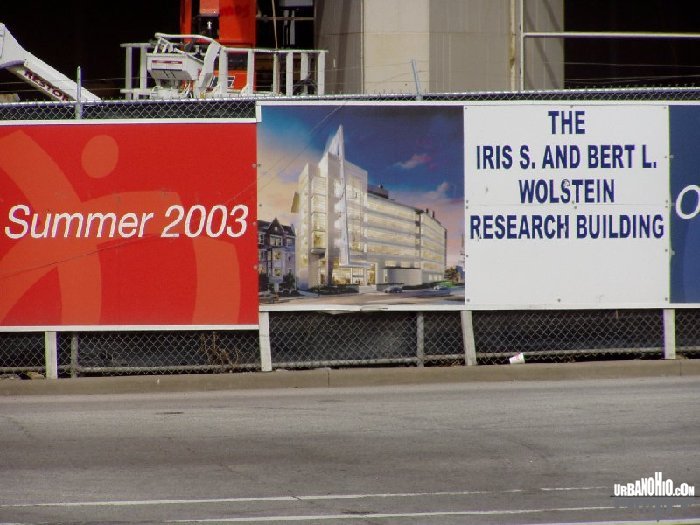 Summer 2003
THE
IRIS S. AND BERT L.
WOLSTEIN
RESEARCH BUILDING
URBANOHIO.COM